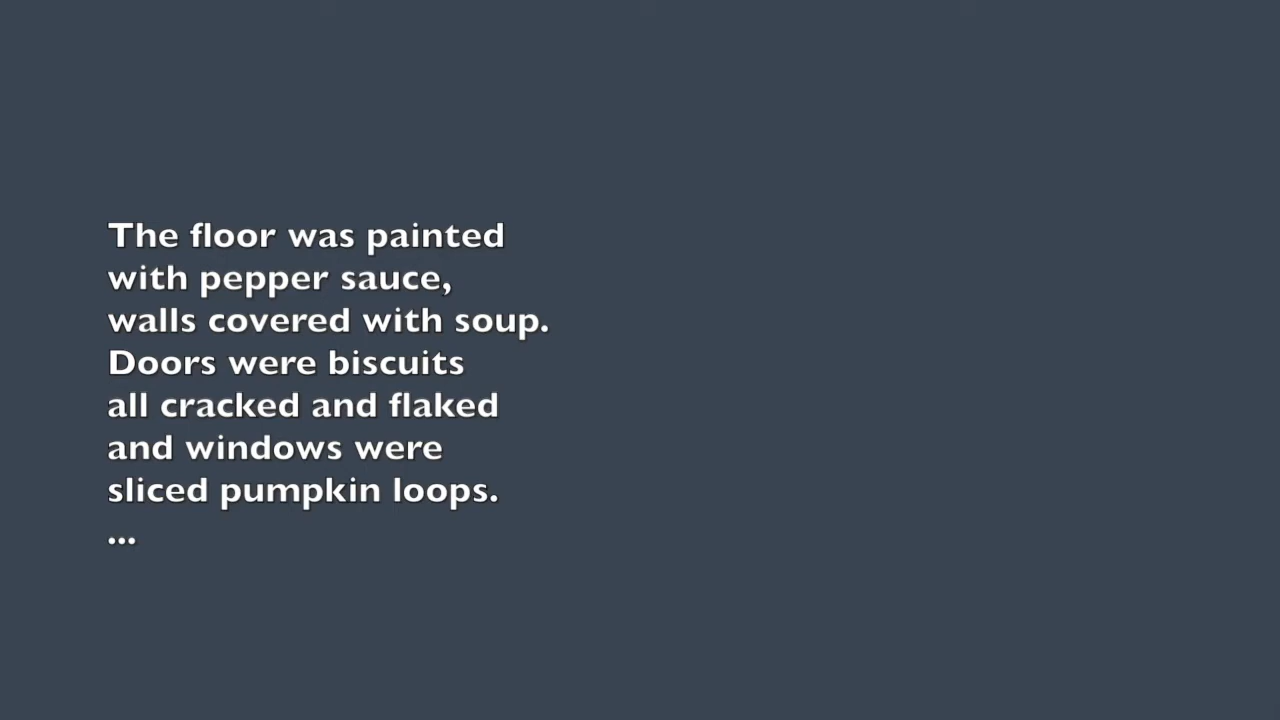 The floor was painted
with pepper sauce,
walls covered with soup.
Doors were biscuits
all cracked and flaked
and windows were
sliced pumpkin loops.
...